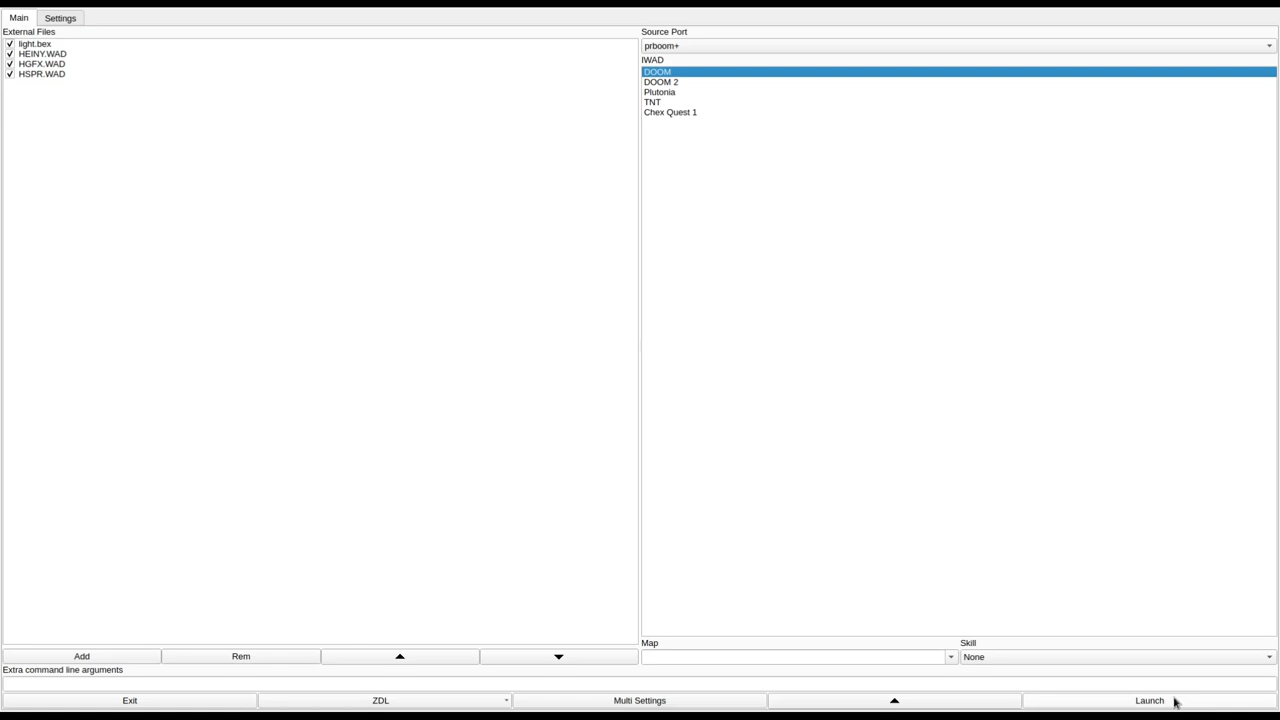 Main
Settings
External Files
light.bex
HEINY.WAD
HGFX.WAD
HSPR.WAD
Add
Rem
Source Port
prboom+
IWAD
DOOM
DOOM 2
Plutonia
TNT
Chex Quest 1
Map
Skill
None
Extra command line arguments
Exit
ZDL
Multi Settings
Launch